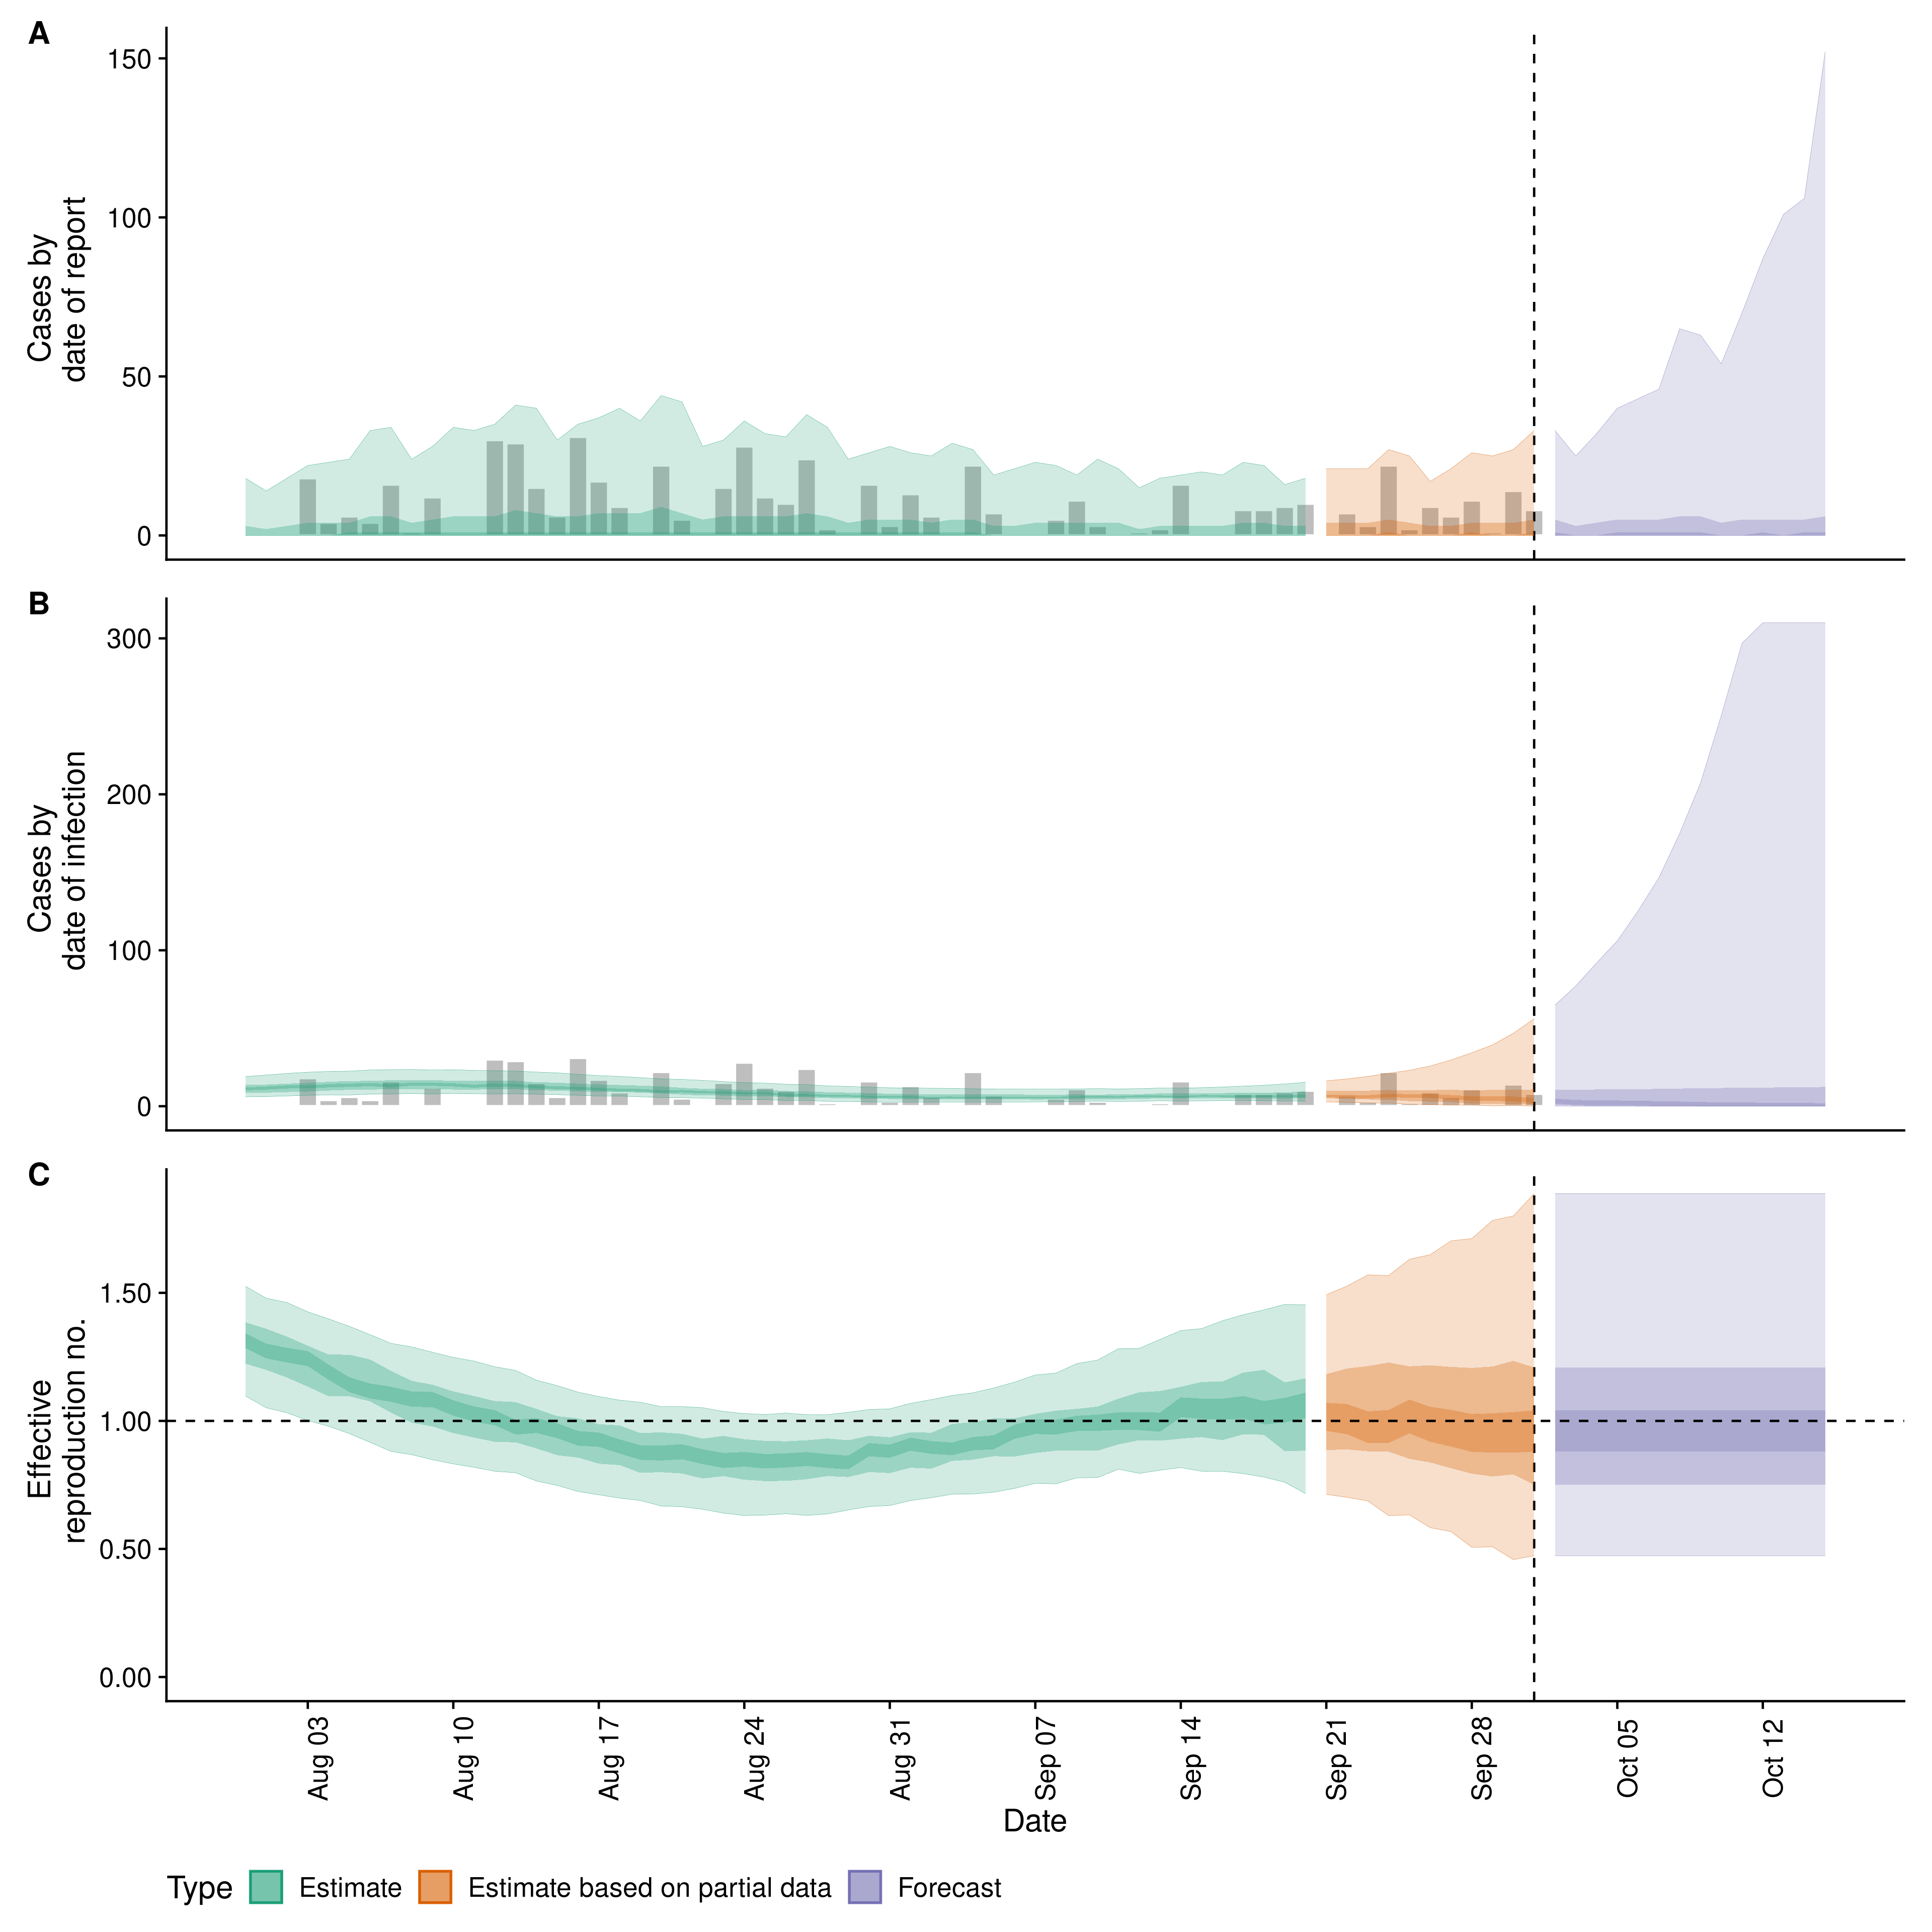 A
150
100
50
0
Cases by
date of report
B
300
200
100
0
Cases by
date of infection
C
1.50
1.00
0.50
0.00
Effective
reproduction no.
Aug 03
Aug 10
Aug 17
Aug 24
Aug 31
Sep 07
Sep 14
Sep 21
Sep 28
Oct 05
Oct 12
Date
Type Estimate Estimate based on partial data Forecast